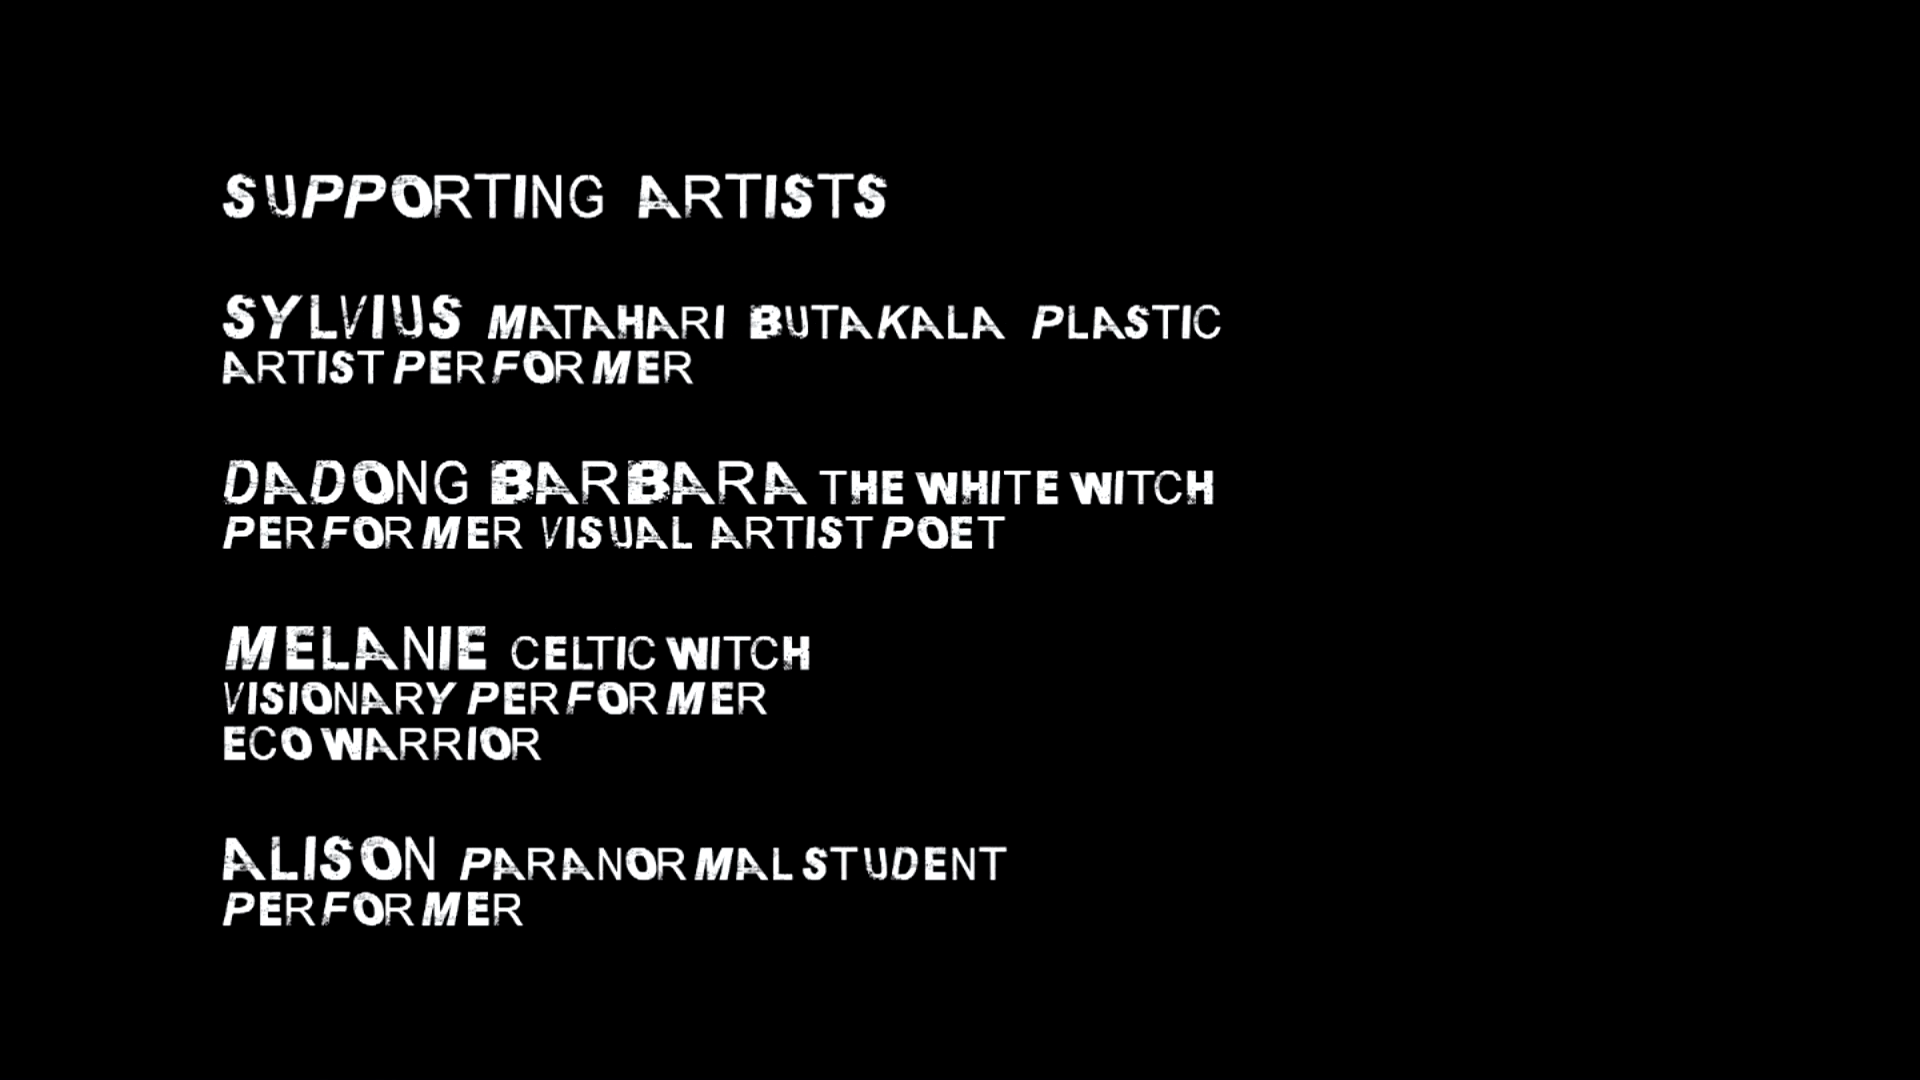 SUPPORTING ARTISTS
SYLVIUS MATAHARI BUTAKALA PLASTIC
ARTIST PERFORMER
DADONG BARBARA THE WHITE WITCH
PERFORMER VISUAL ARTIST POET
MELANIE CELTIC WITCH
VISIONARY PERFORMER
ECO WARRIOR
ALISON PARANORMAL STUDENT
PERFORMER